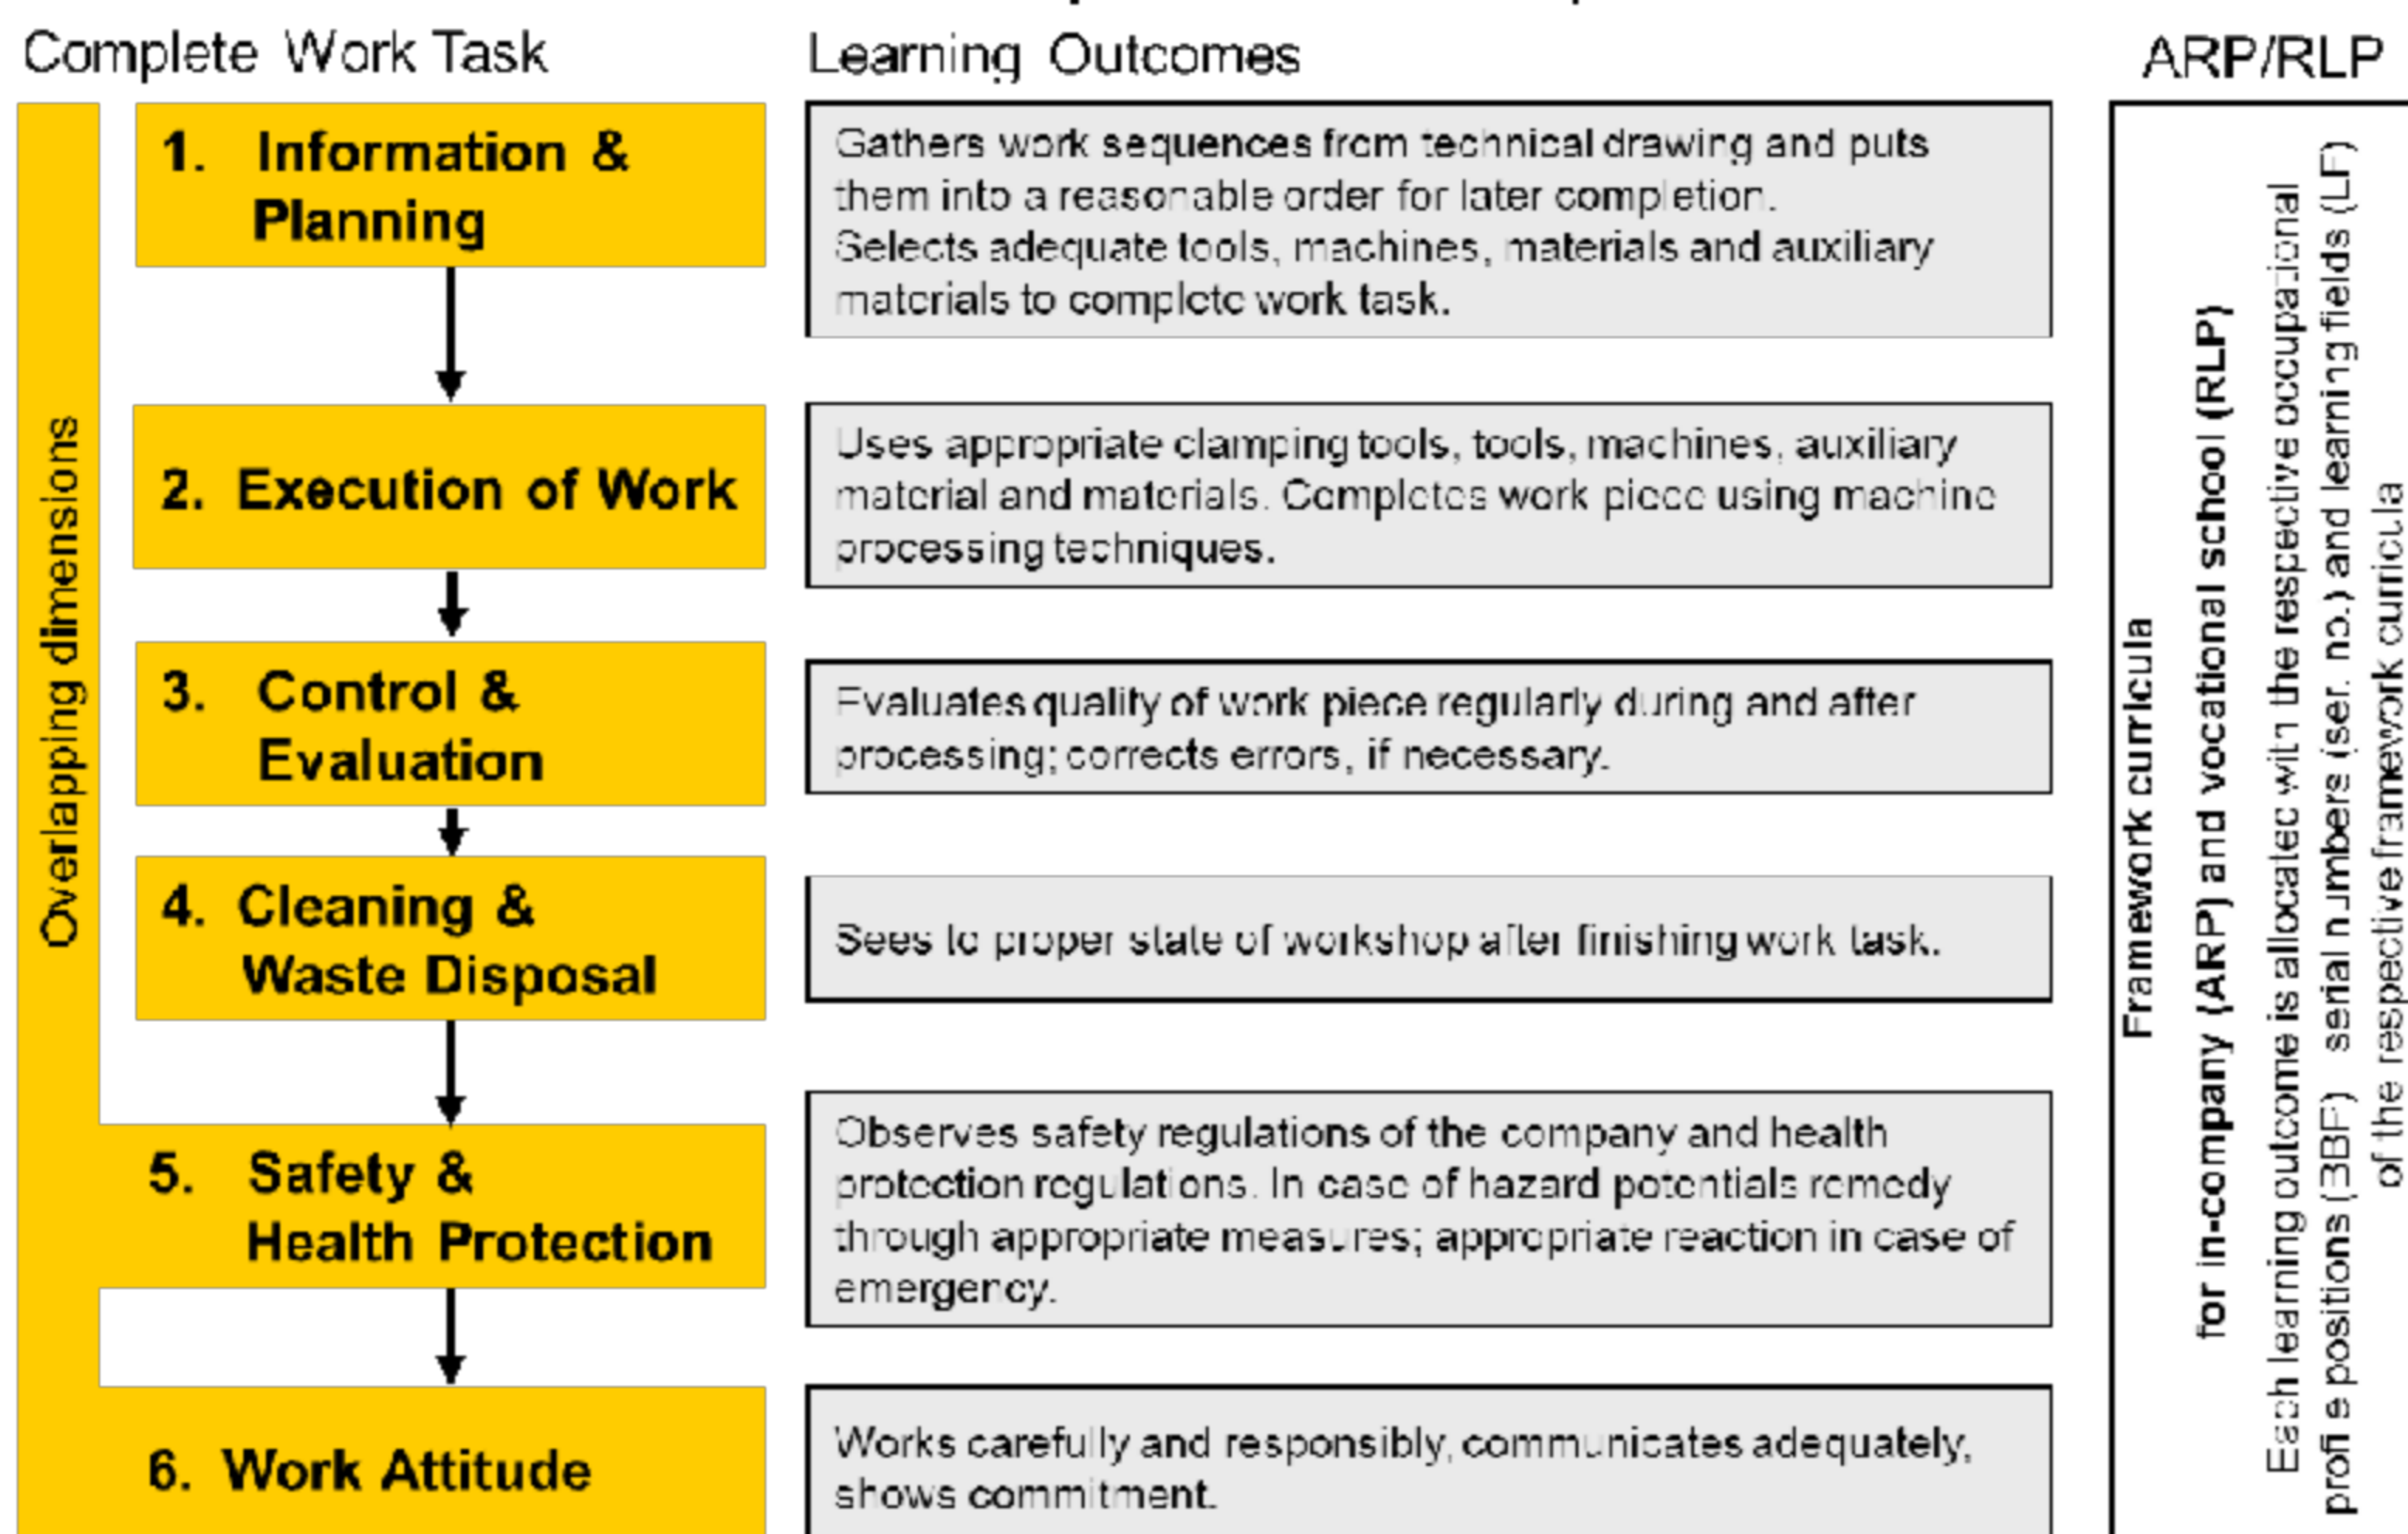 Complete Work Task
Learning Outcomes
ARP/RLP
Overlapping dimensions
1. Information &
Planning
Gathers work sequences from technical drawing and puts
them into a reasonable order for later completion.
Selects adequate tools, machines, materials and auxiliary
materials to complete work task.
2. Execution of Work
Uses appropriate clamping tools, tools, machines, auxiliary
material and materials. Completes work piece using machine
processing techniques.
3. Control &
Evaluation
Evaluates quality of work piece regularly during and after
processing; corrects errors, if necessary.
4. Cleaning &
Waste Disposal
Sees to proper state of workshop after finishing work task.
5. Safety &
Health Protection
Observes safety regulations of the company and health
protection regulations. In case of hazard potentials remedy
through appropriate measures; appropriate reaction in case of
emergency.
6. Work Attitude
Works carefully and responsibly, communicates adequately,
shows commitment.
Framework curricula
for in-company (ARP) and vocational school (RLP)
Each learning outcome is allocated with the respective occupational
profile positions (BBF) serial numbers (ser. no.) and learning fields (LF)
of the respective framework curricula